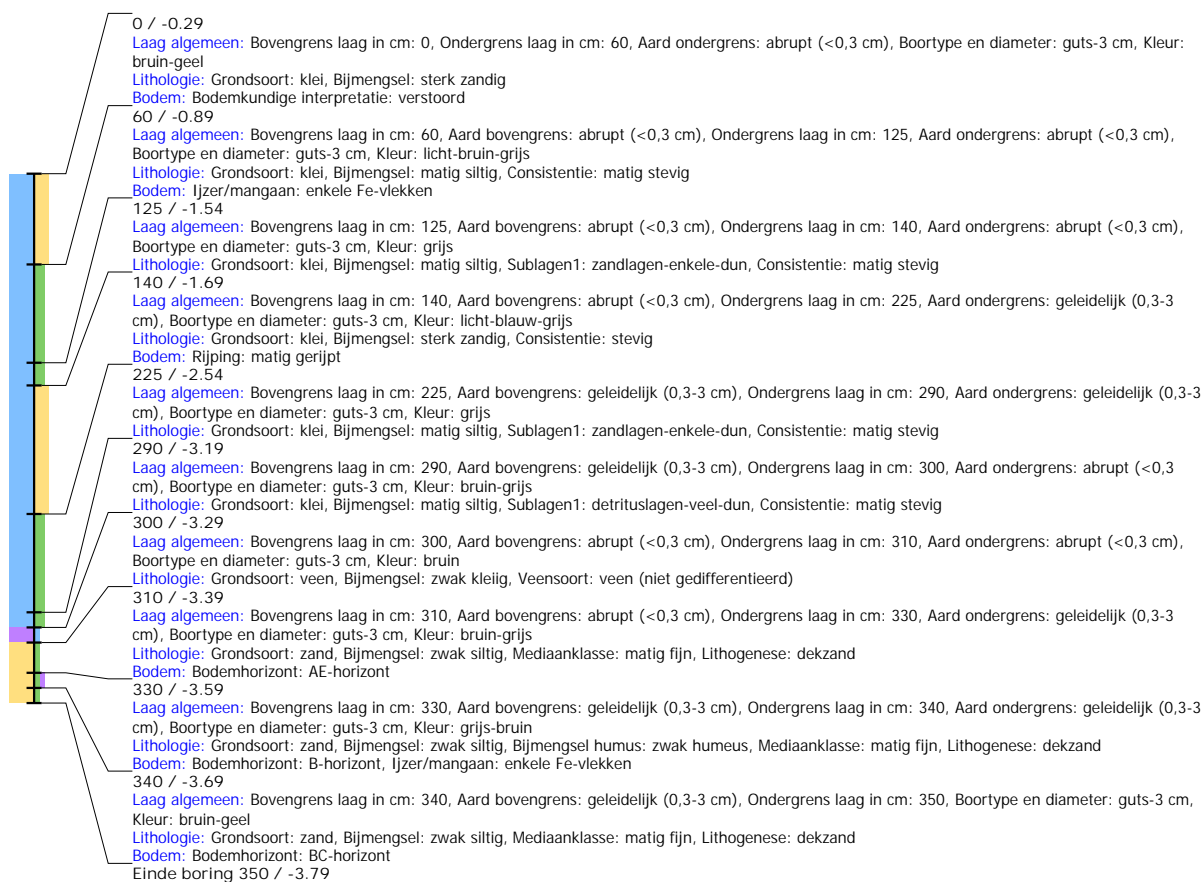 0 / -0.29
Laag algemeen: Bovengrens laag in cm: 0, Ondergrens laag in cm: 60, Aard ondergrens: abrupt (<0,3 cm), Boortype en diameter: guts-3 cm, Kleur:
bruin-geel
Lithologie: Grondsoort: klei, Bijmengsel: sterk zandig
Bodem: Bodemkundige interpretatie: verstoord
60 / -0.89
Laag algemeen: Bovengrens laag in cm: 60, Aard bovengrens: abrupt (<0,3 cm), Ondergrens laag in cm: 125, Aard ondergrens: abrupt (<0,3 cm),
Boortype en diameter: guts-3 cm, Kleur: licht-bruin-grijs
Lithologie: Grondsoort: klei, Bijmengsel: matig siltig, Consistentie: matig stevig
Bodem: Ijzer/mangaan: enkele Fe-vlekken
125 / -1.54
Laag algemeen: Bovengrens laag in cm: 125, Aard bovengrens: abrupt (<0,3 cm), Ondergrens laag in cm: 140, Aard ondergrens: abrupt (<0,3 cm),
Boortype en diameter: guts-3 cm, Kleur: grijs
Lithologie: Grondsoort: klei, Bijmengsel: matig siltig, Sublagen1: zandlagen-enkele-dun, Consistentie: matig stevig
140 / -1.69
Laag algemeen: Bovengrens laag in cm: 140, Aard bovengrens: abrupt (<0,3 cm), Ondergrens laag in cm: 225, Aard ondergrens: geleidelijk (0,3-3
cm), Boortype en diameter: guts-3 cm, Kleur: licht-blauw-grijs
Lithologie: Grondsoort: klei, Bijmengsel: sterk zandig, Consistentie: stevig
Bodem: Rijping: matig gerijpt
225 / -2.54
Laag algemeen: Bovengrens laag in cm: 225, Aard bovengrens: geleidelijk (0,3-3 cm), Ondergrens laag in cm: 290, Aard ondergrens: geleidelijk (0,3-3
cm), Boortype en diameter: guts-3 cm, Kleur: grijs
Lithologie: Grondsoort: klei, Bijmengsel: matig siltig, Sublagen1: zandlagen-enkele-dun, Consistentie: matig stevig
290 / -3.19
Laag algemeen: Bovengrens laag in cm: 290, Aard bovengrens: geleidelijk (0,3-3 cm), Ondergrens laag in cm: 300, Aard ondergrens: abrupt (<0,3
cm), Boortype en diameter: guts-3 cm, Kleur: bruin-grijs
Lithologie: Grondsoort: klei, Bijmengsel: matig siltig, Sublagen1: detrituslagen-veel-dun, Consistentie: matig stevig
300 / -3.29
Laag algemeen: Bovengrens laag in cm: 300, Aard bovengrens: abrupt (<0,3 cm), Ondergrens laag in cm: 310, Aard ondergrens: abrupt (<0,3 cm),
Boortype en diameter: guts-3 cm, Kleur: bruin
Lithologie: Grondsoort: veen, Bijmengsel: zwak kleiig, Veensoort: veen (niet gedifferentieerd)
310 / -3.39
Laag algemeen: Bovengrens laag in cm: 310, Aard bovengrens: abrupt (<0,3 cm), Ondergrens laag in cm: 330, Aard ondergrens: geleidelijk (0,3-3
cm), Boortype en diameter: guts-3 cm, Kleur: bruin-grijs
Lithologie: Grondsoort: zand, Bijmengsel: zwak siltig, Mediaanklasse: matig fijn, Lithogenese: dekzand
Bodem: Bodemhorizont: AE-horizont
330 / -3.59
Laag algemeen: Bovengrens laag in cm: 330, Aard bovengrens: geleidelijk (0,3-3 cm), Ondergrens laag in cm: 340, Aard ondergrens: geleidelijk (0,3-3
cm), Boortype en diameter: guts-3 cm, Kleur: grijs-bruin
Lithologie: Grondsoort: zand, Bijmengsel: zwak siltig, Bijmengsel humus: zwak humeus, Mediaanklasse: matig fijn, Lithogenese: dekzand
Bodem: Bodemhorizont: B-horizont, Ijzer/mangaan: enkele Fe-vlekken
340 / -3.69
Laag algemeen: Bovengrens laag in cm: 340, Aard bovengrens: geleidelijk (0,3-3 cm), Ondergrens laag in cm: 350, Boortype en diameter: guts-3 cm,
Kleur: bruin-geel
Lithologie: Grondsoort: zand, Bijmengsel: zwak siltig, Mediaanklasse: matig fijn, Lithogenese: dekzand
Bodem: Bodemhorizont: BC-horizont
Einde boring 350 / -3.79